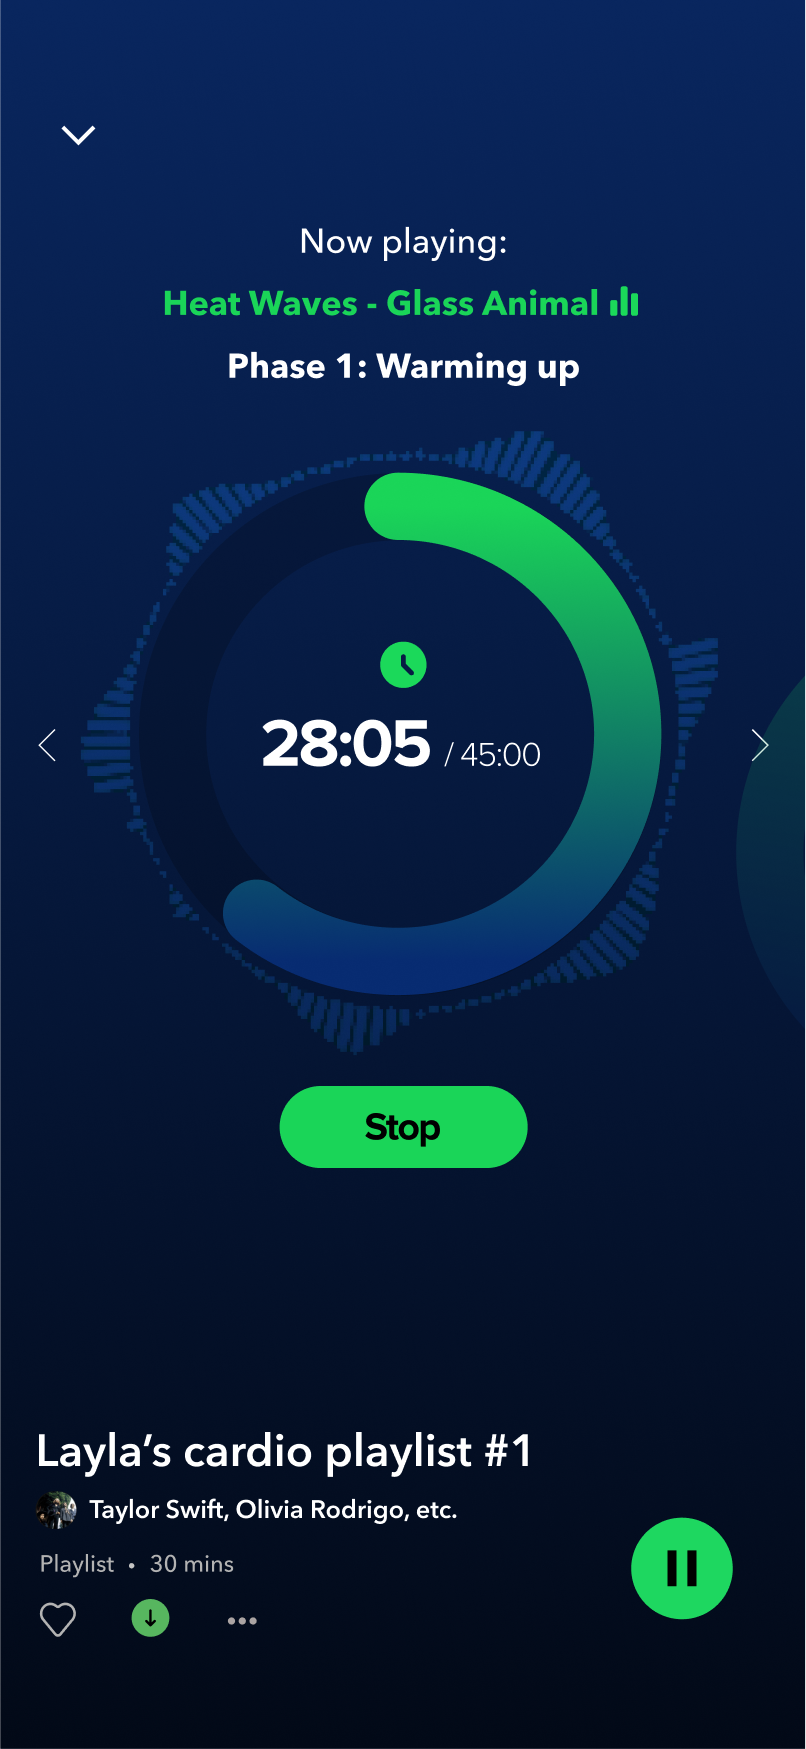 Now playing:
Heat Waves - Glass Animal
Phase 1: Warming up
28:05 / 45:00
Stop
Layla’s cardio playlist #1
Taylor Swift, Olivia Rodrigo, etc.
Playlist • 30 mins